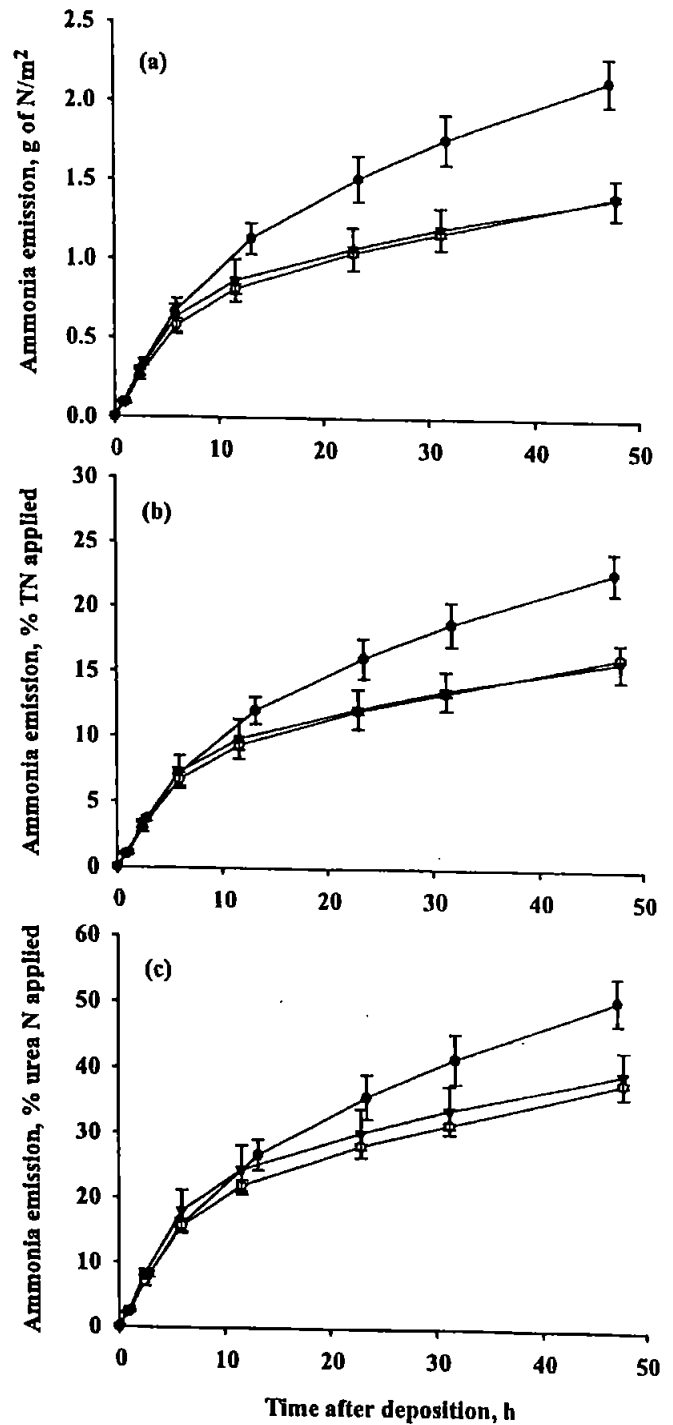 2.5
(a)
2.0
1.5
1.0
0.5
0.0
Ammonia emission, g of N/m²
0 10 20 30 40 50
30
(b)
25
20
15
10
5
0
Ammonia emission, % TN applied
0 10 20 30 40 50
60
(c)
50
40
30
20
10
0
Ammonia emission, % urea N applied
0 10 20 30 40 50
Time after deposition, h